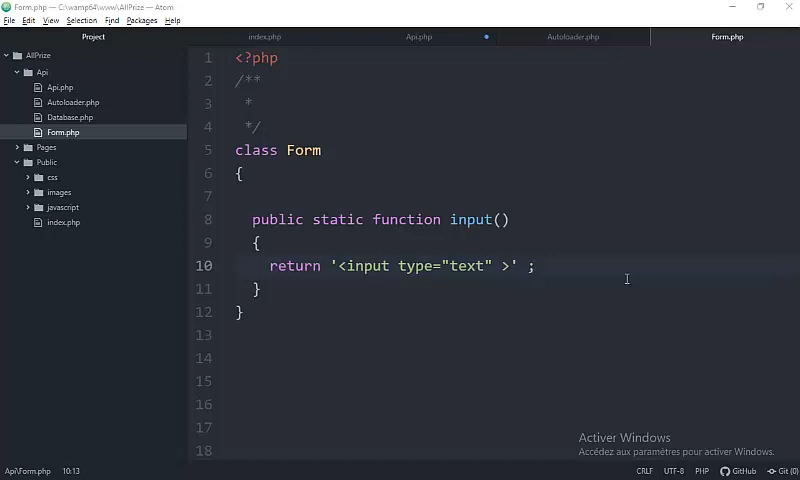 Form.php — C:\wamp64\www\AllPrize — Atom
File Edit View Selection Find Packages Help
Project index.php Api.php Autoloader.php Form.php
AllPrize
Api
Api.php
Autoloader.php
Database.php
Form.php
Pages
Public
css
images
javascript
index.php
1 <?php
2 /**
3 *
4 */
5 class Form
6 {
7
8 public static function input()
9 {
10 return '<input type="text" >' ;
11 }
12 }
13
14
15
16
17
18
Activer Windows
Accédez aux paramètres pour activer Windows.
Api\Form.php 10:13 CRLF UTF-8 PHP GitHub Git (0)